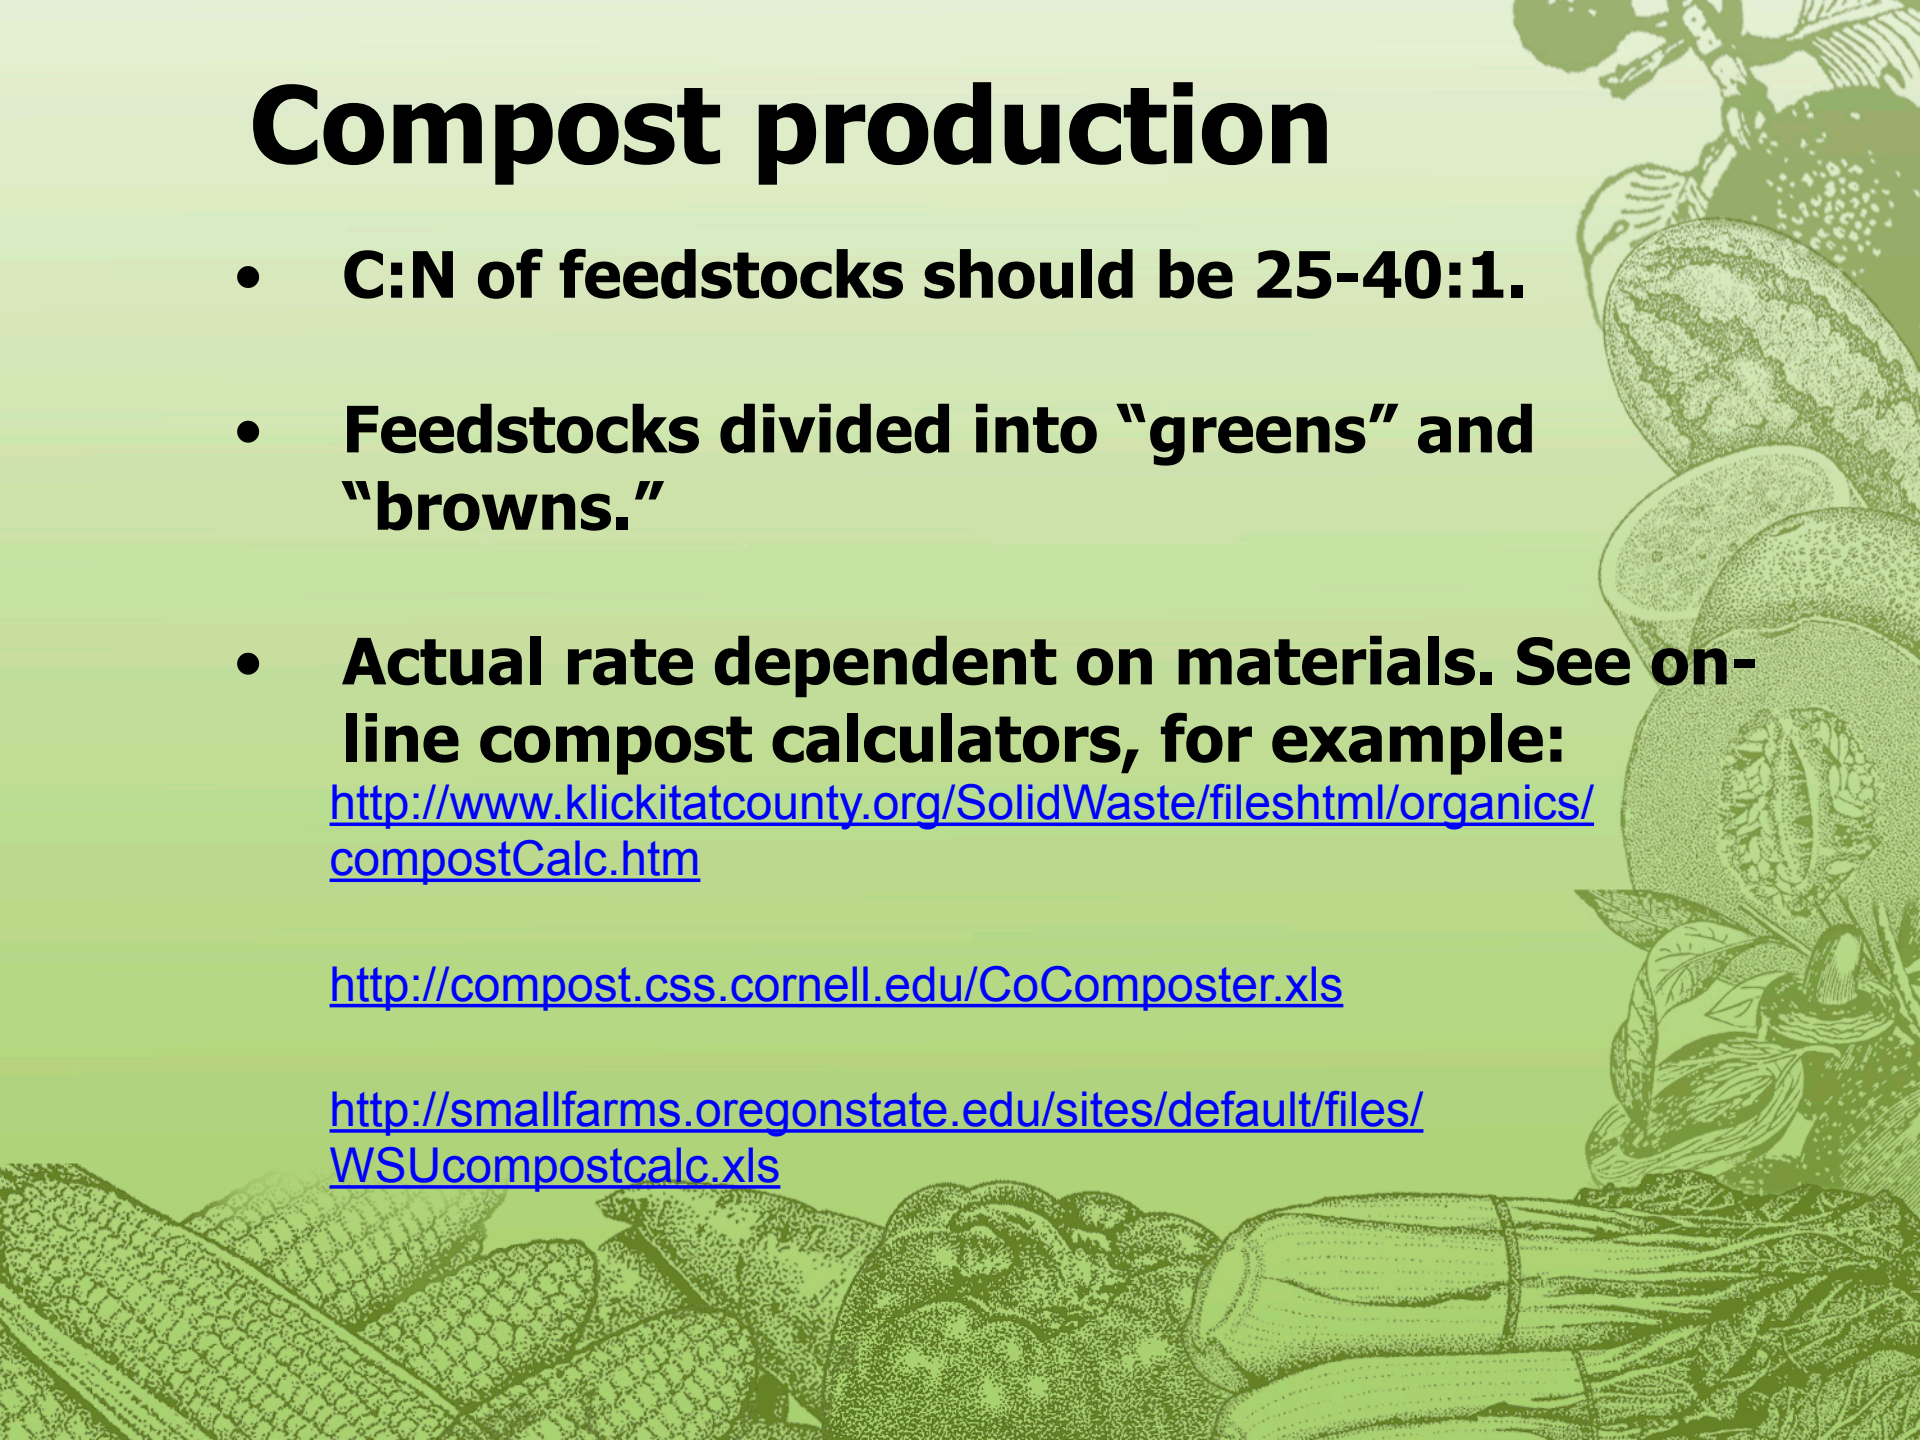 Compost production
• C:N of feedstocks should be 25-40:1.
• Feedstocks divided into “greens” and
“browns.”
• Actual rate dependent on materials. See on-
line compost calculators, for example:
http://www.klickitatcounty.org/SolidWaste/fileshtml/organics/
compostCalc.htm
http://compost.css.cornell.edu/CoComposter.xls
http://smallfarms.oregonstate.edu/sites/default/files/
WSUcompostcalc.xls